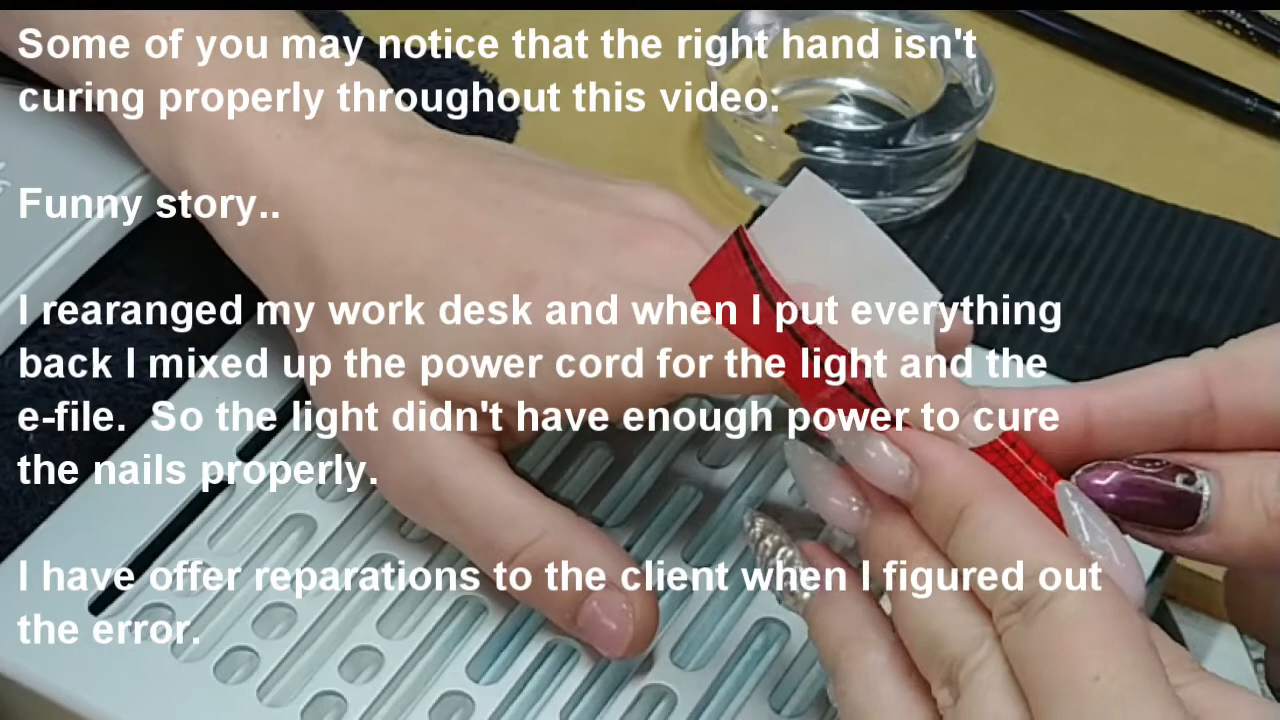 Some of you may notice that the right hand isn't
curing properly throughout this video:
Funny story..
I rearanged my work desk and when I put everything
back I mixed up the power cord for the light and the
e-file.  So the light didn't have enough power to cure
the nails properly.
I have offer reparations to the client when I figured out
the error.